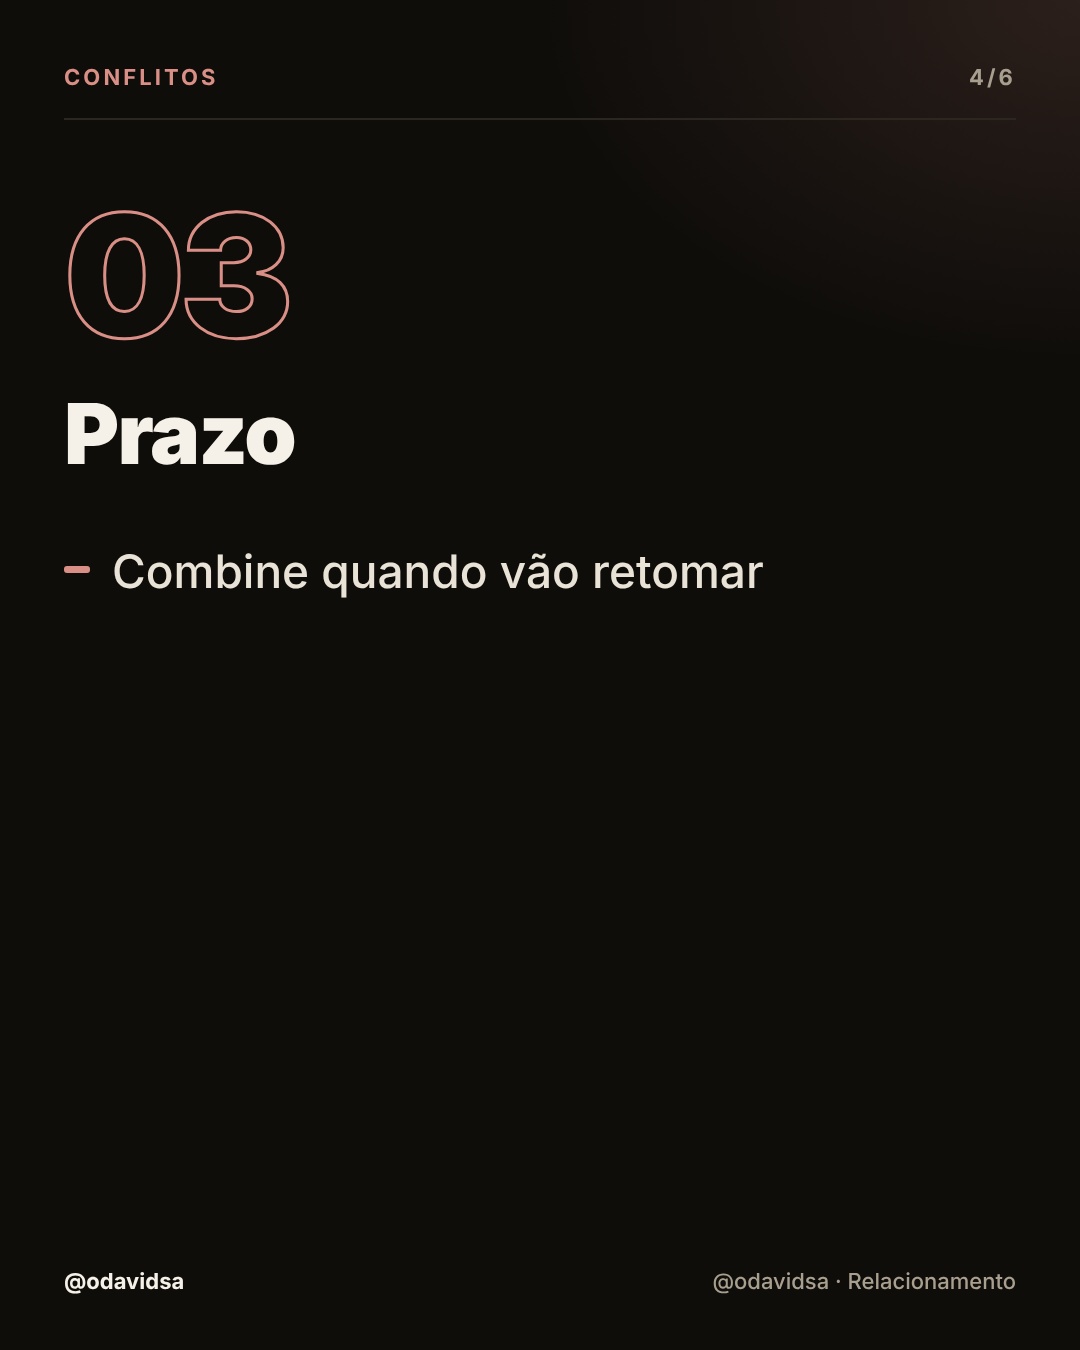 CONFLITOS
4/6
03
Prazo
Combine quando vão retomar
@odavidsa
@odavidsa · Relacionamento